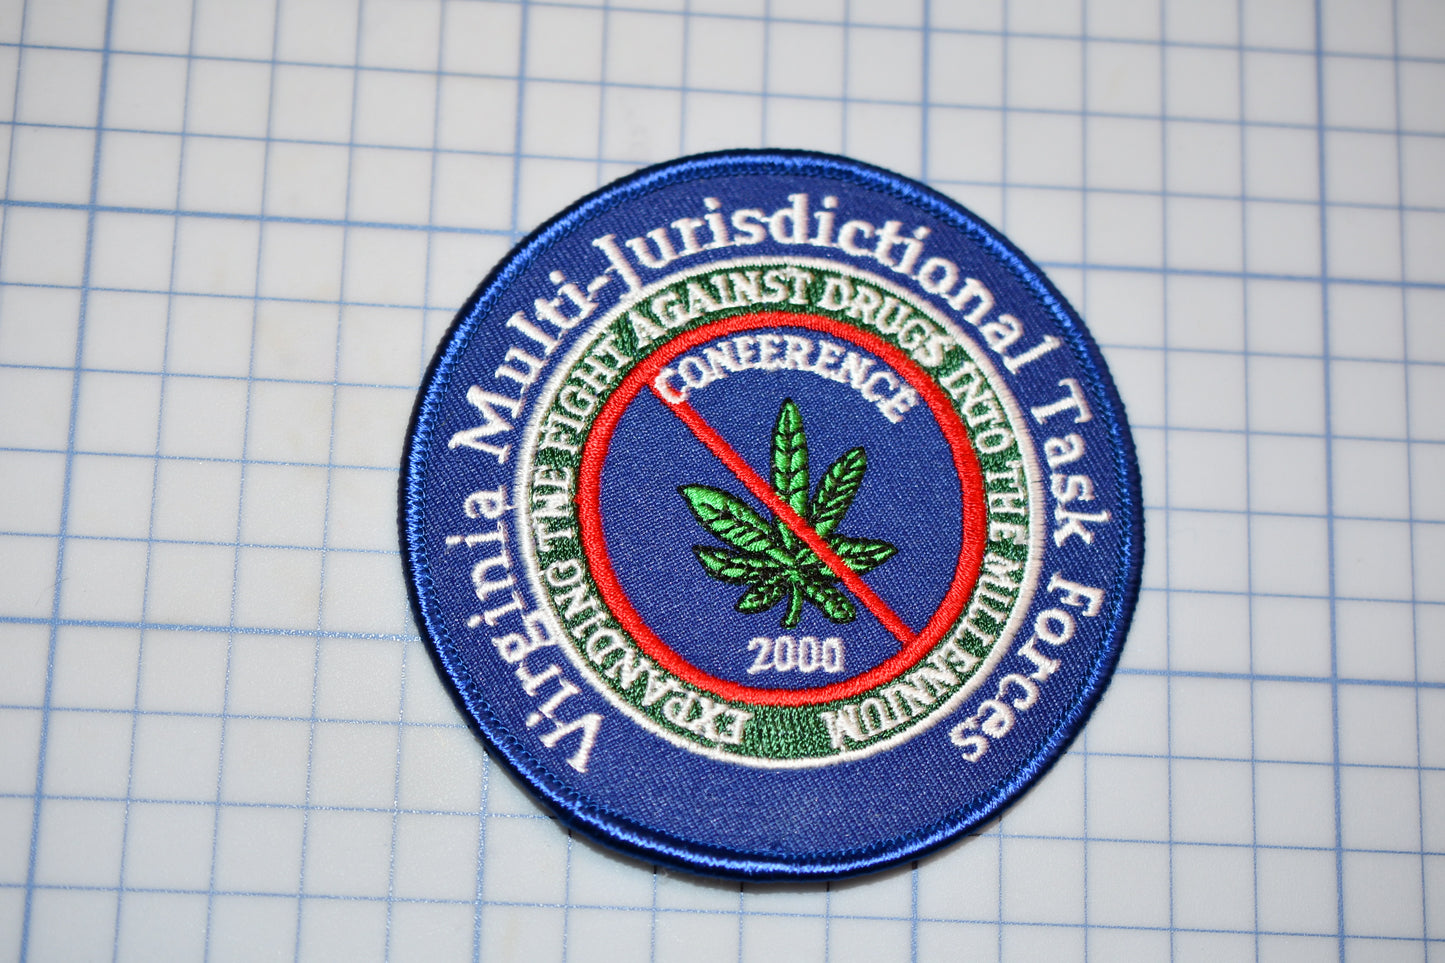 Virginia Multi-Jurisdictional Task Forces
EXPANDING THE FIGHT AGAINST DRUGS INTO THE MILLENNIUM
CONFERENCE
2000